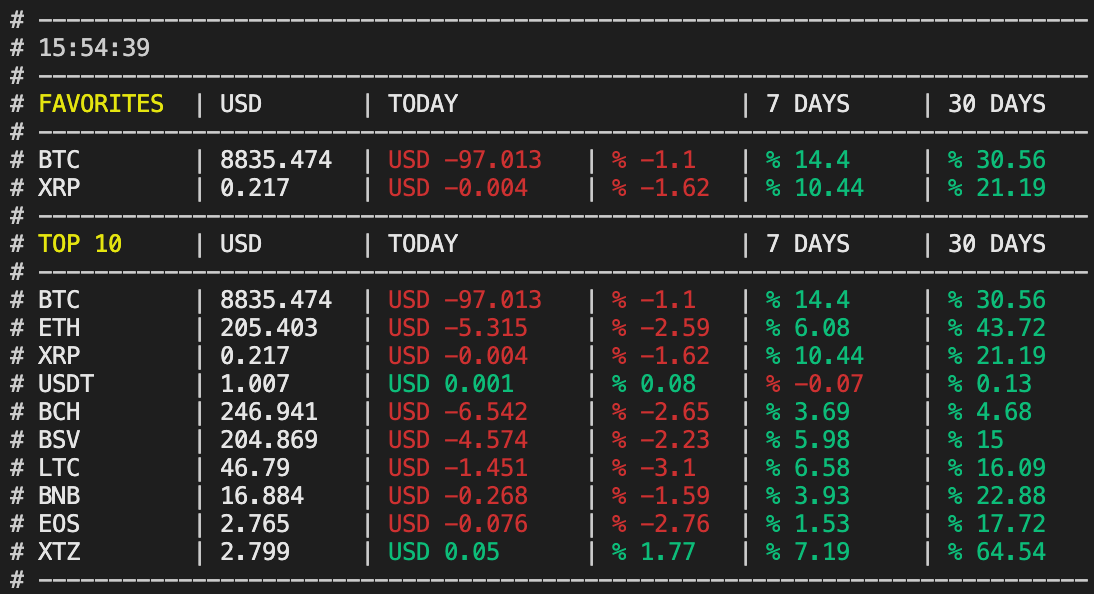 # ---------------------------------------------------------------------------
# 15:54:39
# ---------------------------------------------------------------------------
# FAVORITES  | USD       | TODAY                    | 7 DAYS     | 30 DAYS
# ---------------------------------------------------------------------------
# BTC        | 8835.474  | USD -97.013   | % -1.1   | % 14.4     | % 30.56
# XRP        | 0.217     | USD -0.004    | % -1.62  | % 10.44    | % 21.19
# ---------------------------------------------------------------------------
# TOP 10     | USD       | TODAY                    | 7 DAYS     | 30 DAYS
# ---------------------------------------------------------------------------
# BTC        | 8835.474  | USD -97.013   | % -1.1   | % 14.4     | % 30.56
# ETH        | 205.403   | USD -5.315    | % -2.59  | % 6.08     | % 43.72
# XRP        | 0.217     | USD -0.004    | % -1.62  | % 10.44    | % 21.19
# USDT       | 1.007     | USD 0.001     | % 0.08   | % -0.07    | % 0.13
# BCH        | 246.941   | USD -6.542    | % -2.65  | % 3.69     | % 4.68
# BSV        | 204.869   | USD -4.574    | % -2.23  | % 5.98     | % 15
# LTC        | 46.79     | USD -1.451    | % -3.1   | % 6.58     | % 16.09
# BNB        | 16.884    | USD -0.268    | % -1.59  | % 3.93     | % 22.88
# EOS        | 2.765     | USD -0.076    | % -2.76  | % 1.53     | % 17.72
# XTZ        | 2.799     | USD 0.05      | % 1.77   | % 7.19     | % 64.54
# ---------------------------------------------------------------------------